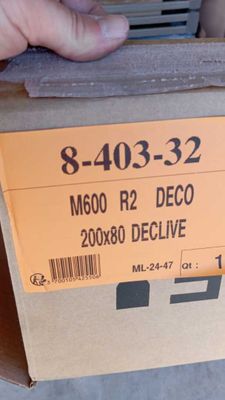 8-403-32
M600 R2 DECO
200x80 DECLIVE
ML-24-47 Qt : 1